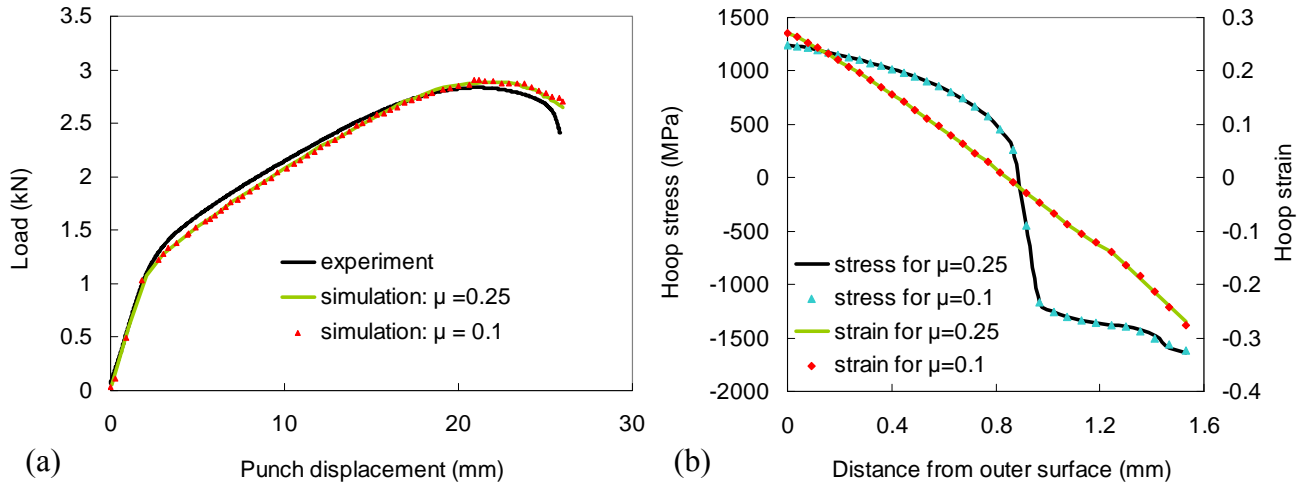 3.5
3
2.5
2
1.5
1
0.5
0
0
10
20
30
Load (kN)
Punch displacement (mm)
experiment
simulation: μ =0.25
simulation: μ = 0.1
(a)
1500
1000
500
0
-500
-1000
-1500
-2000
Hoop stress (MPa)
0.3
0.2
0.1
0
-0.1
-0.2
-0.3
-0.4
Hoop strain
stress for μ=0.25
stress for μ=0.1
strain for μ=0.25
strain for μ=0.1
0
0.4
0.8
1.2
1.6
Distance from outer surface (mm)
(b)